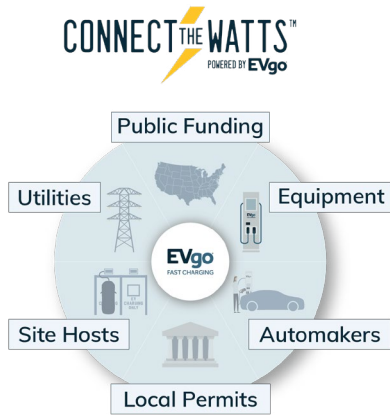 CONNECT THE WATTS™
POWERED BY EVgo
Public Funding
Utilities
Equipment
EVgo
FAST CHARGING
Site Hosts
Automakers
Local Permits